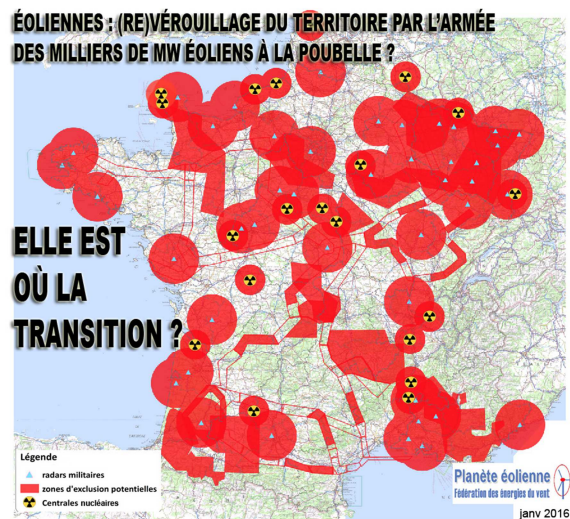 ÉOLIENNES : (RE)VÉROUILLAGE DU TERRITOIRE PAR L'ARMÉE
DES MILLIERS DE MW ÉOLIENS À LA POUBELLE ?
ELLE EST
OÙ LA
TRANSITION ?
Légende
radars militaires
zones d'exclusion potentielles
Centrales nucléaires
Planète éolienne
Fédération des énergies du vent
janv 2016